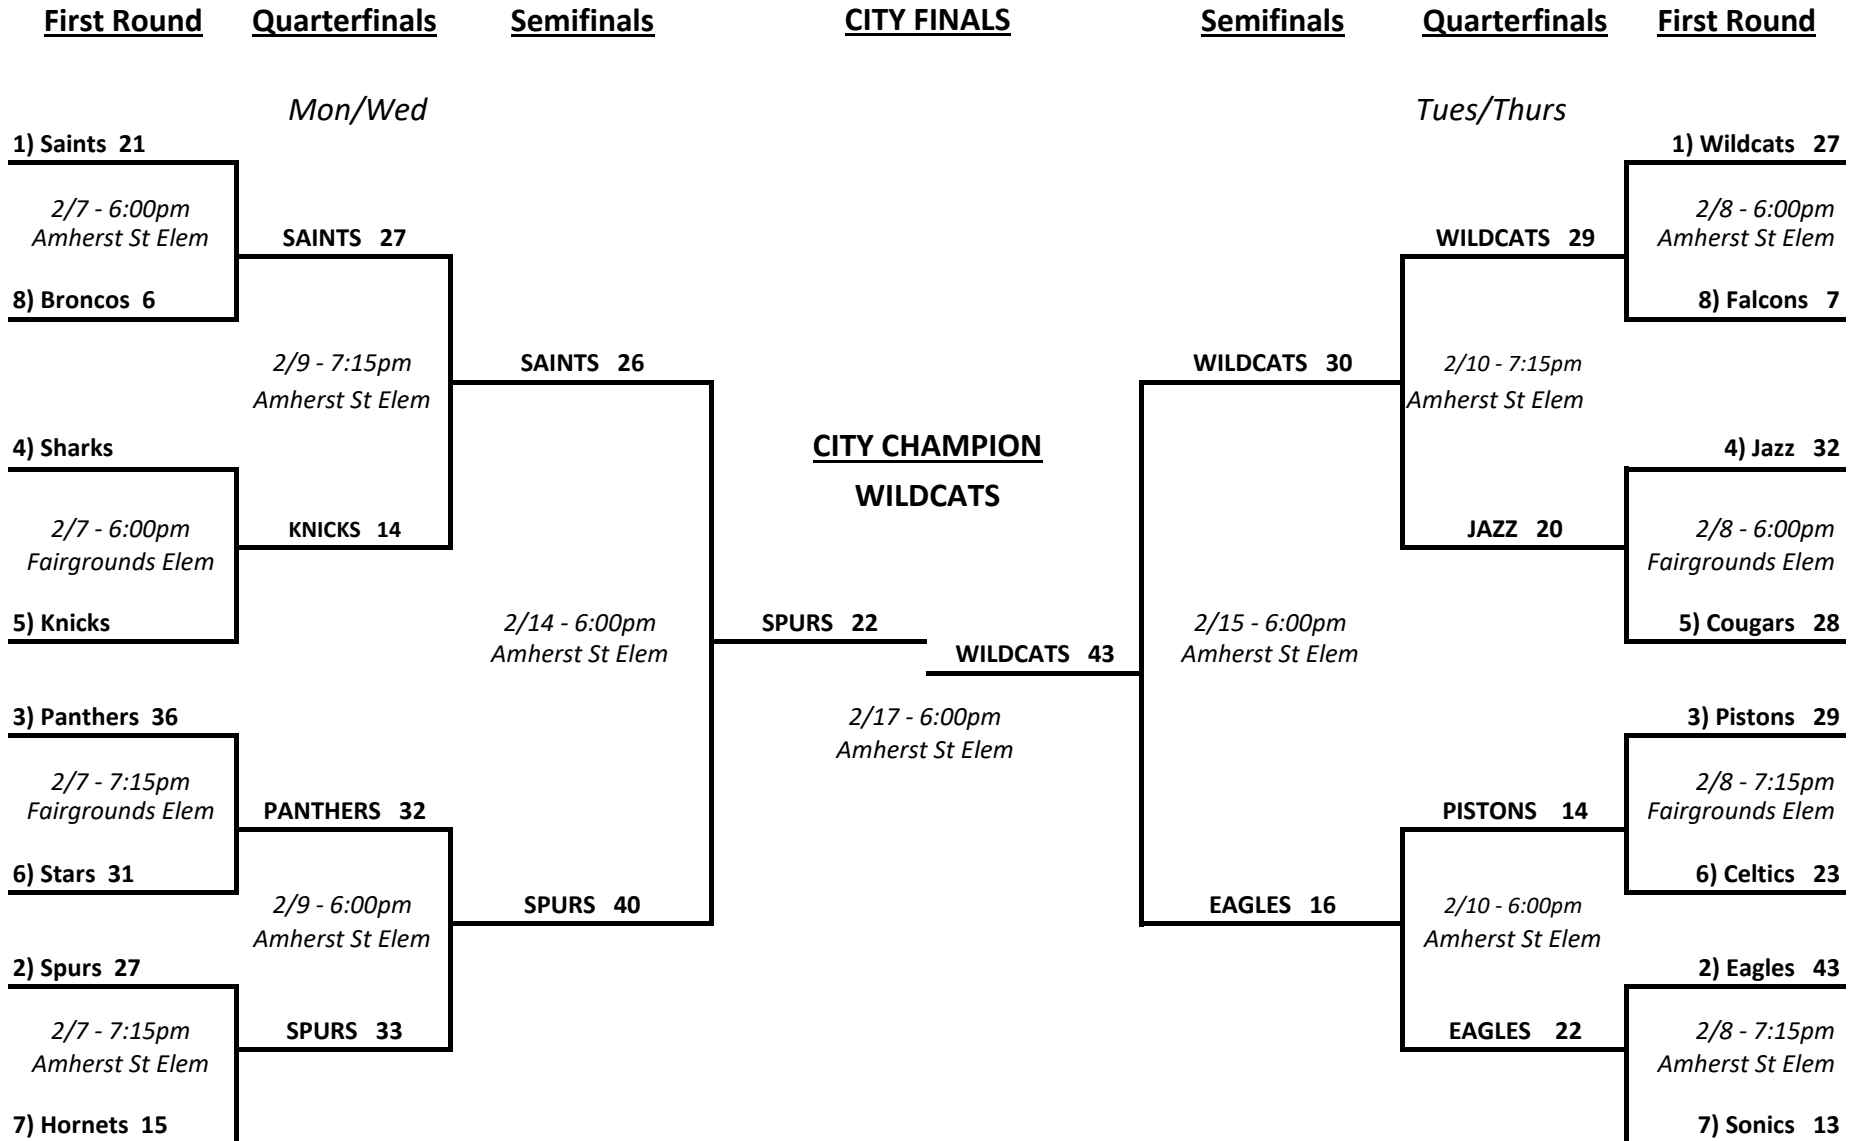 First Round Quarterfinals Semifinals CITY FINALS Semifinals Quarterfinals First Round
Mon/Wed Tues/Thurs
1) Saints 21 1) Wildcats 27
2/7 - 6:00pm 2/8 - 6:00pm
Amherst St Elem SAINTS 27 WILDCATS 29 Amherst St Elem
8) Broncos 6 8) Falcons 7
2/9 - 7:15pm SAINTS 26 WILDCATS 30 2/10 - 7:15pm
Amherst St Elem Amherst St Elem
4) Sharks CITY CHAMPION 4) Jazz 32
WILDCATS
2/7 - 6:00pm KNICKS 14 JAZZ 20 2/8 - 6:00pm
Fairgrounds Elem Fairgrounds Elem
5) Knicks 2/14 - 6:00pm SPURS 22 2/15 - 6:00pm 5) Cougars 28
Amherst St Elem WILDCATS 43 Amherst St Elem
3) Panthers 36 2/17 - 6:00pm 3) Pistons 29
Amherst St Elem
2/7 - 7:15pm 2/8 - 7:15pm
Fairgrounds Elem PANTHERS 32 PISTONS 14 Fairgrounds Elem
6) Stars 31 6) Celtics 23
2/9 - 6:00pm SPURS 40 EAGLES 16 2/10 - 6:00pm
Amherst St Elem Amherst St Elem
2) Spurs 27 2) Eagles 43
2/7 - 7:15pm SPURS 33 EAGLES 22 2/8 - 7:15pm
Amherst St Elem Amherst St Elem
7) Hornets 15 7) Sonics 13